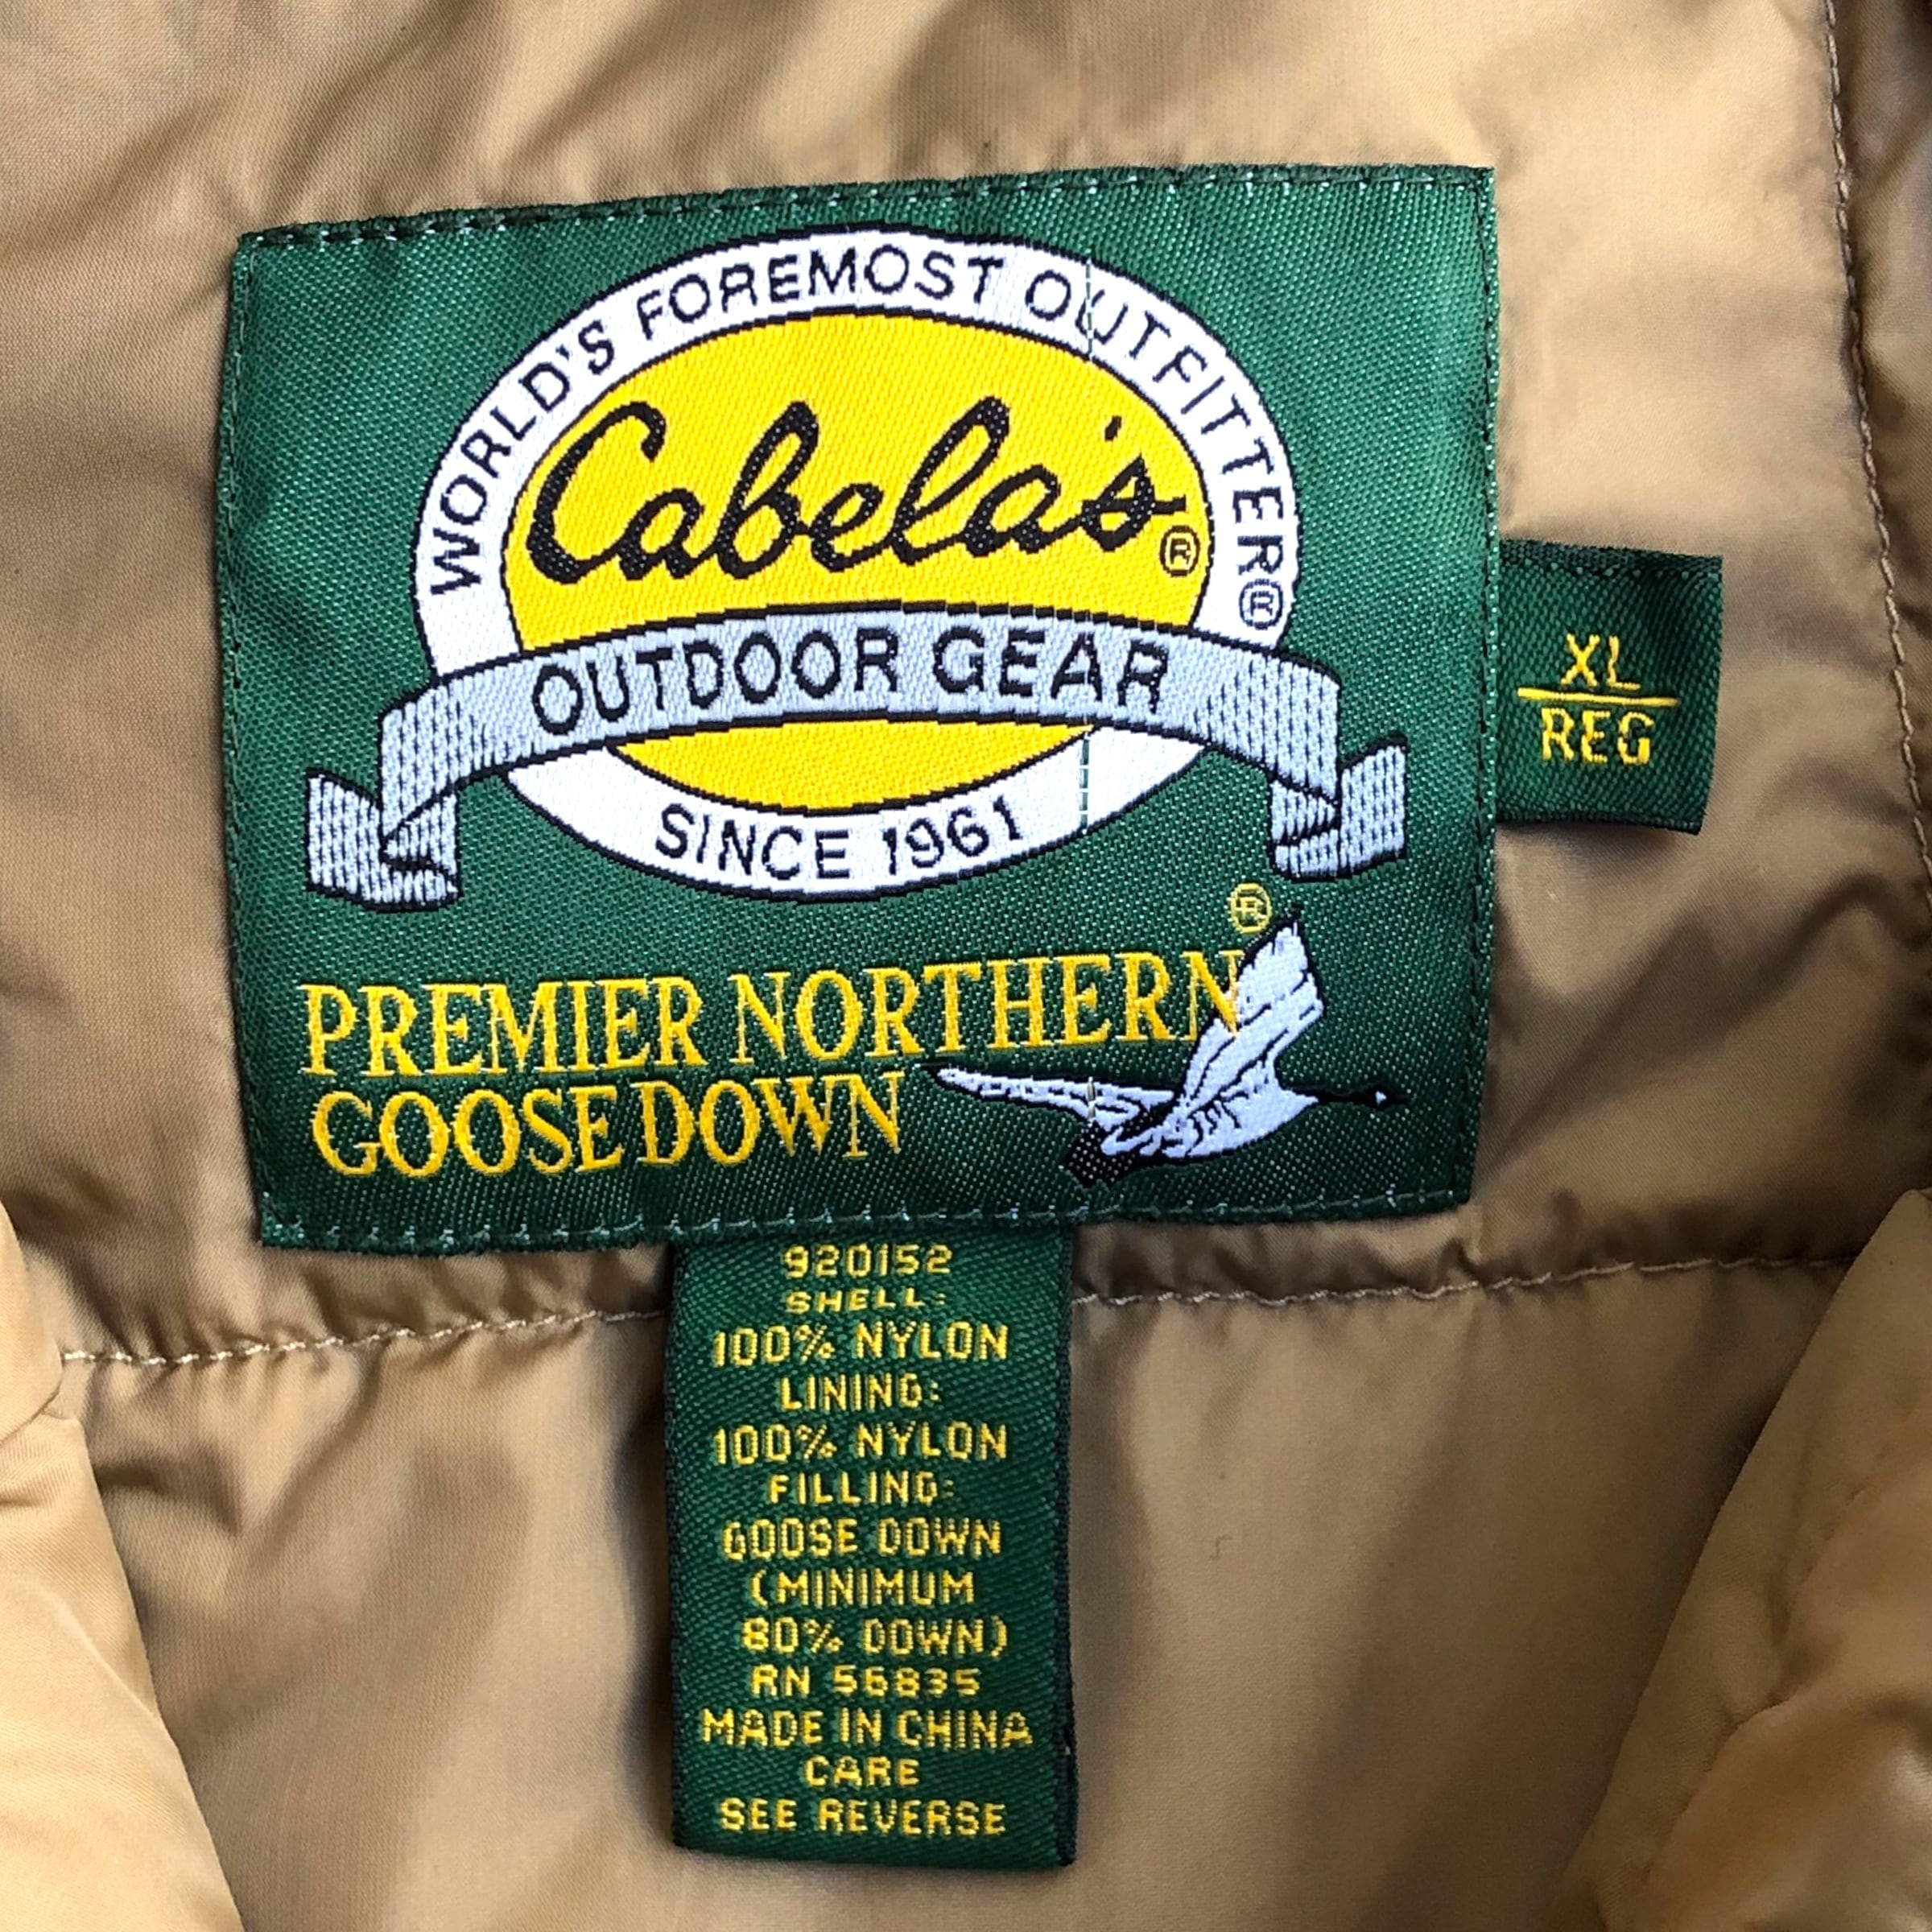 WORLD'S FOREMOST OUTFITTER®
Cabela's®
OUTDOOR GEAR
SINCE 1961
PREMIER NORTHERN®
GOOSE DOWN
XL
REG
920152
SHELL:
100% NYLON
LINING:
100% NYLON
FILLING:
GOOSE DOWN
(MINIMUM
80% DOWN)
RN 56835
MADE IN CHINA
CARE
SEE REVERSE